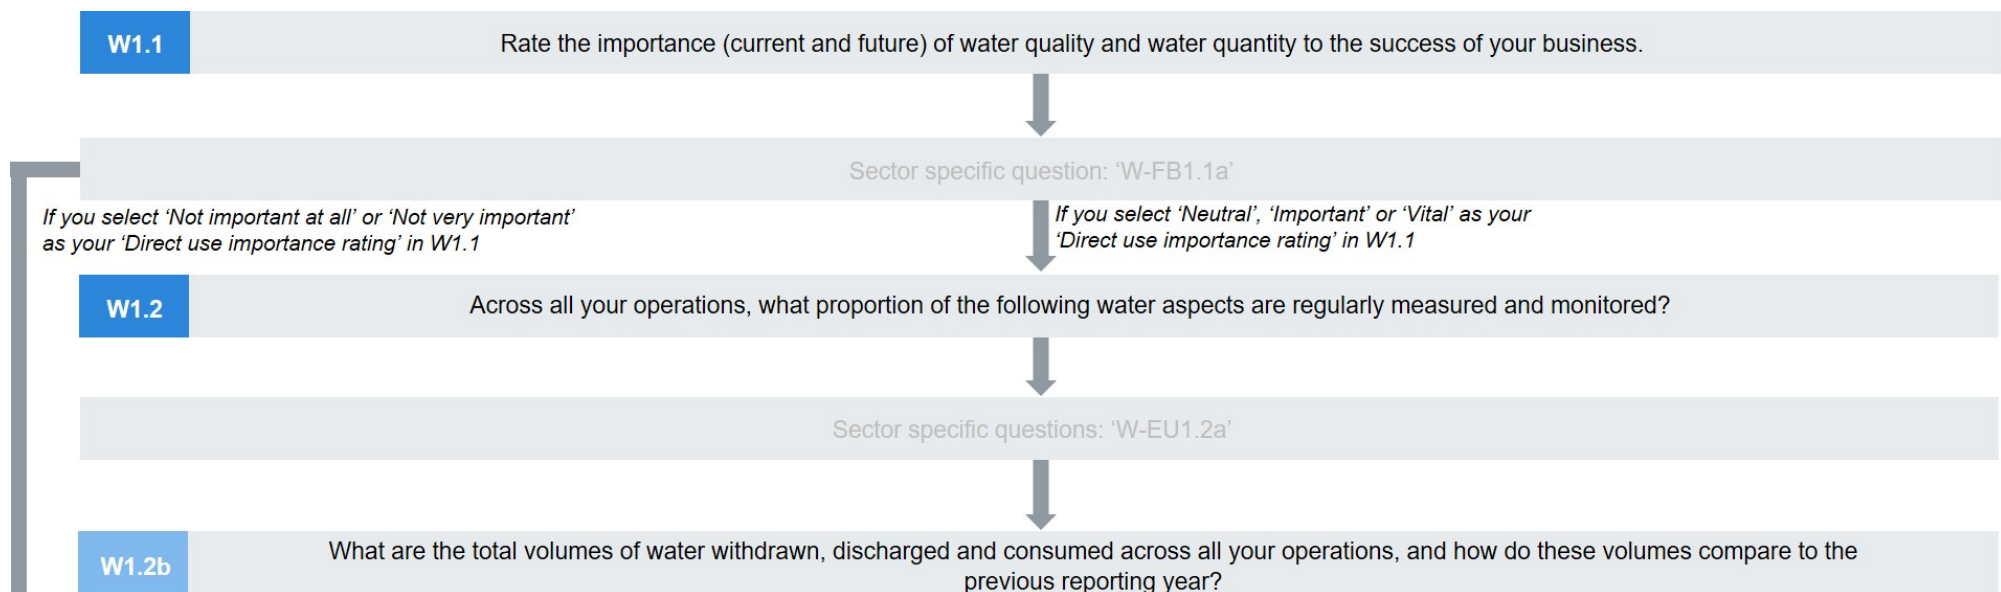 W1.1
Rate the importance (current and future) of water quality and water quantity to the success of your business.
Sector specific question: ‘W-FB1.1a’
If you select ‘Not important at all’ or ‘Not very important’
as your ‘Direct use importance rating’ in W1.1
If you select ‘Neutral’, ‘Important’ or ‘Vital’ as your
‘Direct use importance rating’ in W1.1
W1.2
Across all your operations, what proportion of the following water aspects are regularly measured and monitored?
Sector specific questions: ‘W-EU1.2a’
W1.2b
What are the total volumes of water withdrawn, discharged and consumed across all your operations, and how do these volumes compare to the
previous reporting year?